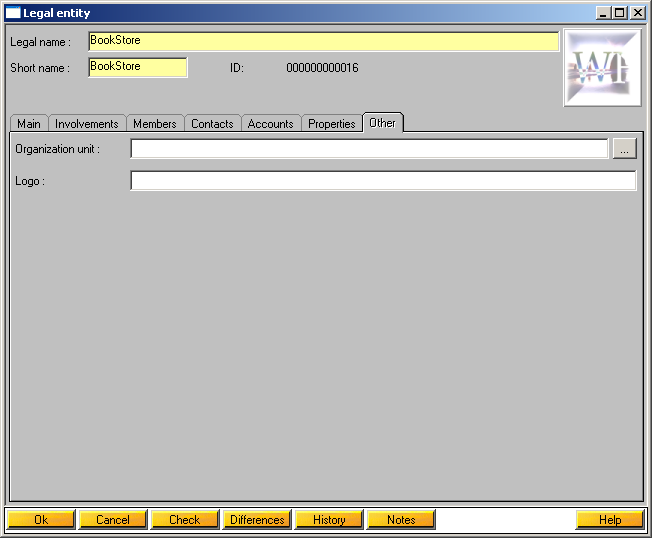 Legal entity
Legal name : BookStore
Short name : BookStore ID: 000000000016
Main Involvements Members Contacts Accounts Properties Other
Organization unit : ...
Logo :
Ok Cancel Check Differences History Notes Help